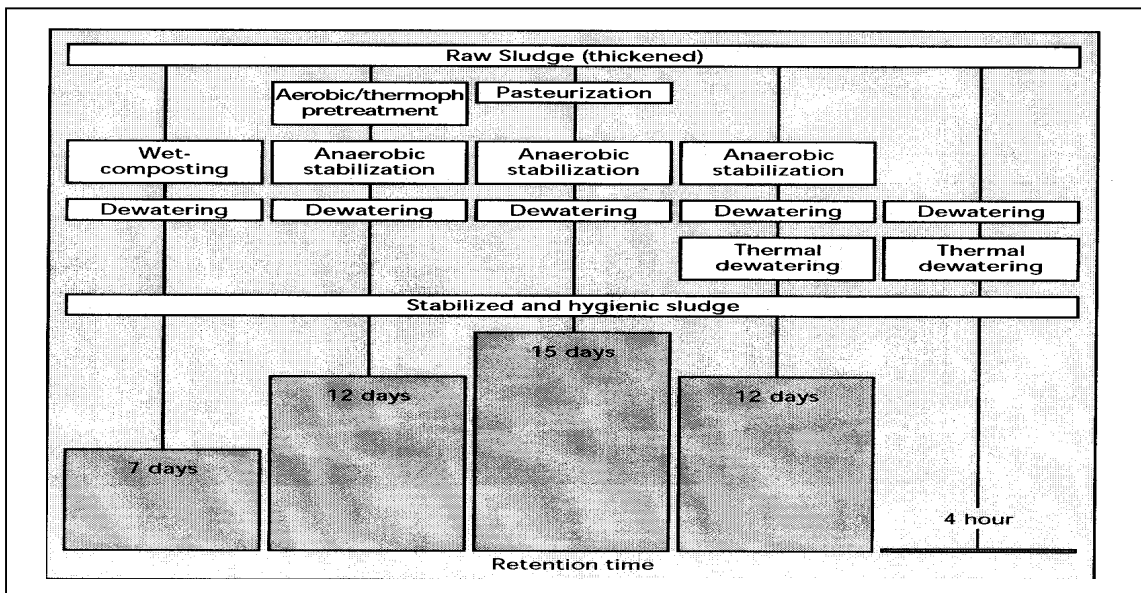 Raw Sludge (thickened)
Aerobic/thermoph
pretreatment
Pasteurization
Wet-
composting
Anaerobic
stabilization
Anaerobic
stabilization
Anaerobic
stabilization
Dewatering
Dewatering
Dewatering
Dewatering
Dewatering
Thermal
dewatering
Thermal
dewatering
Stabilized and hygienic sludge
7 days
12 days
15 days
12 days
4 hour
Retention time